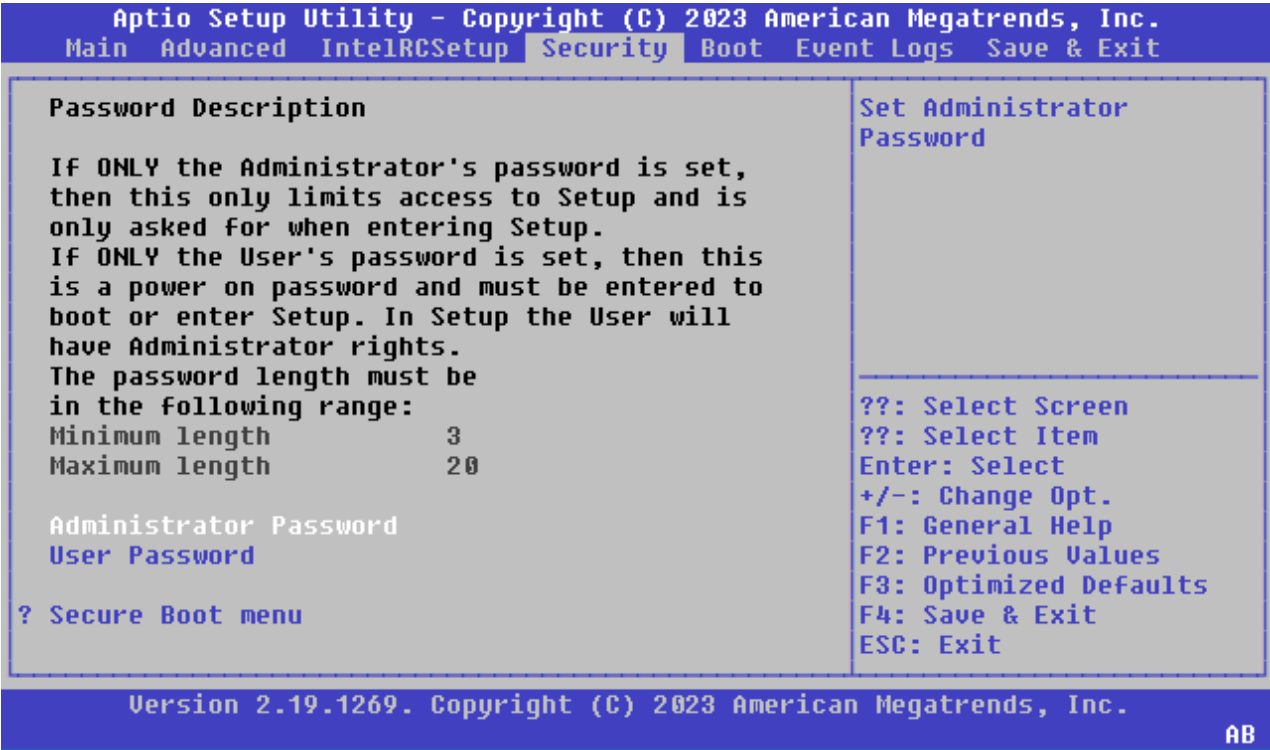 Aptio Setup Utility - Copyright (C) 2023 American Megatrends, Inc.
Main Advanced IntelRCSetup Security Boot Event Logs Save & Exit
Password Description
If ONLY the Administrator's password is set,
then this only limits access to Setup and is
only asked for when entering Setup.
If ONLY the User's password is set, then this
is a power on password and must be entered to
boot or enter Setup. In Setup the User will
have Administrator rights.
The password length must be
in the following range:
Minimum length 3
Maximum length 20
Administrator Password
User Password
? Secure Boot menu
Set Administrator
Password
??: Select Screen
??: Select Item
Enter: Select
+/-: Change Opt.
F1: General Help
F2: Previous Values
F3: Optimized Defaults
F4: Save & Exit
ESC: Exit
Version 2.19.1269. Copyright (C) 2023 American Megatrends, Inc.
AB